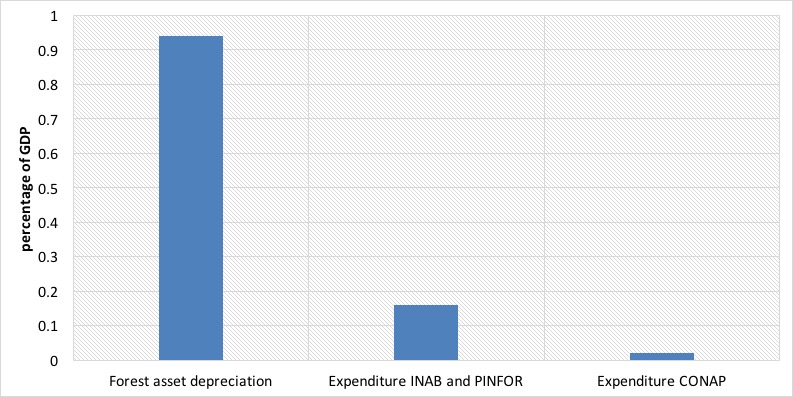 1
0.9
0.8
0.7
0.6
0.5
0.4
0.3
0.2
0.1
0
percentage of GDP
Forest asset depreciation
Expenditure INAB and PINFOR
Expenditure CONAP